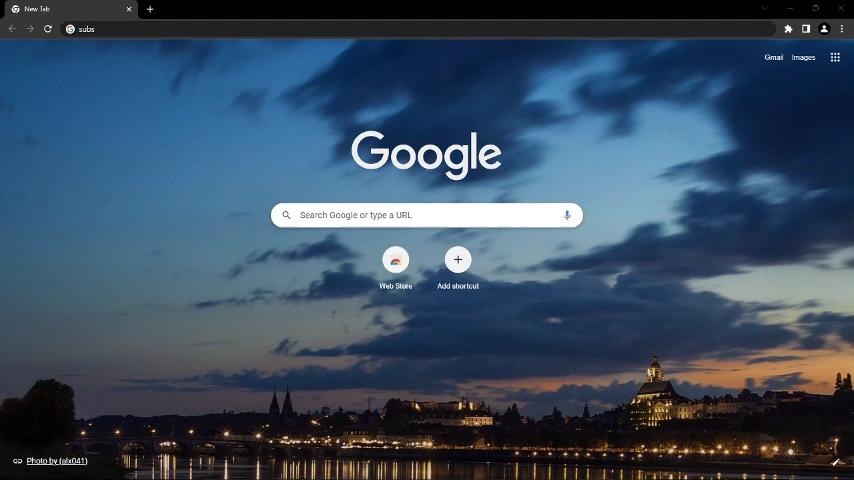 New Tab
subs
Gmail Images
Google
Search Google or type a URL
Web Store
Add shortcut
Photo by (alx041)